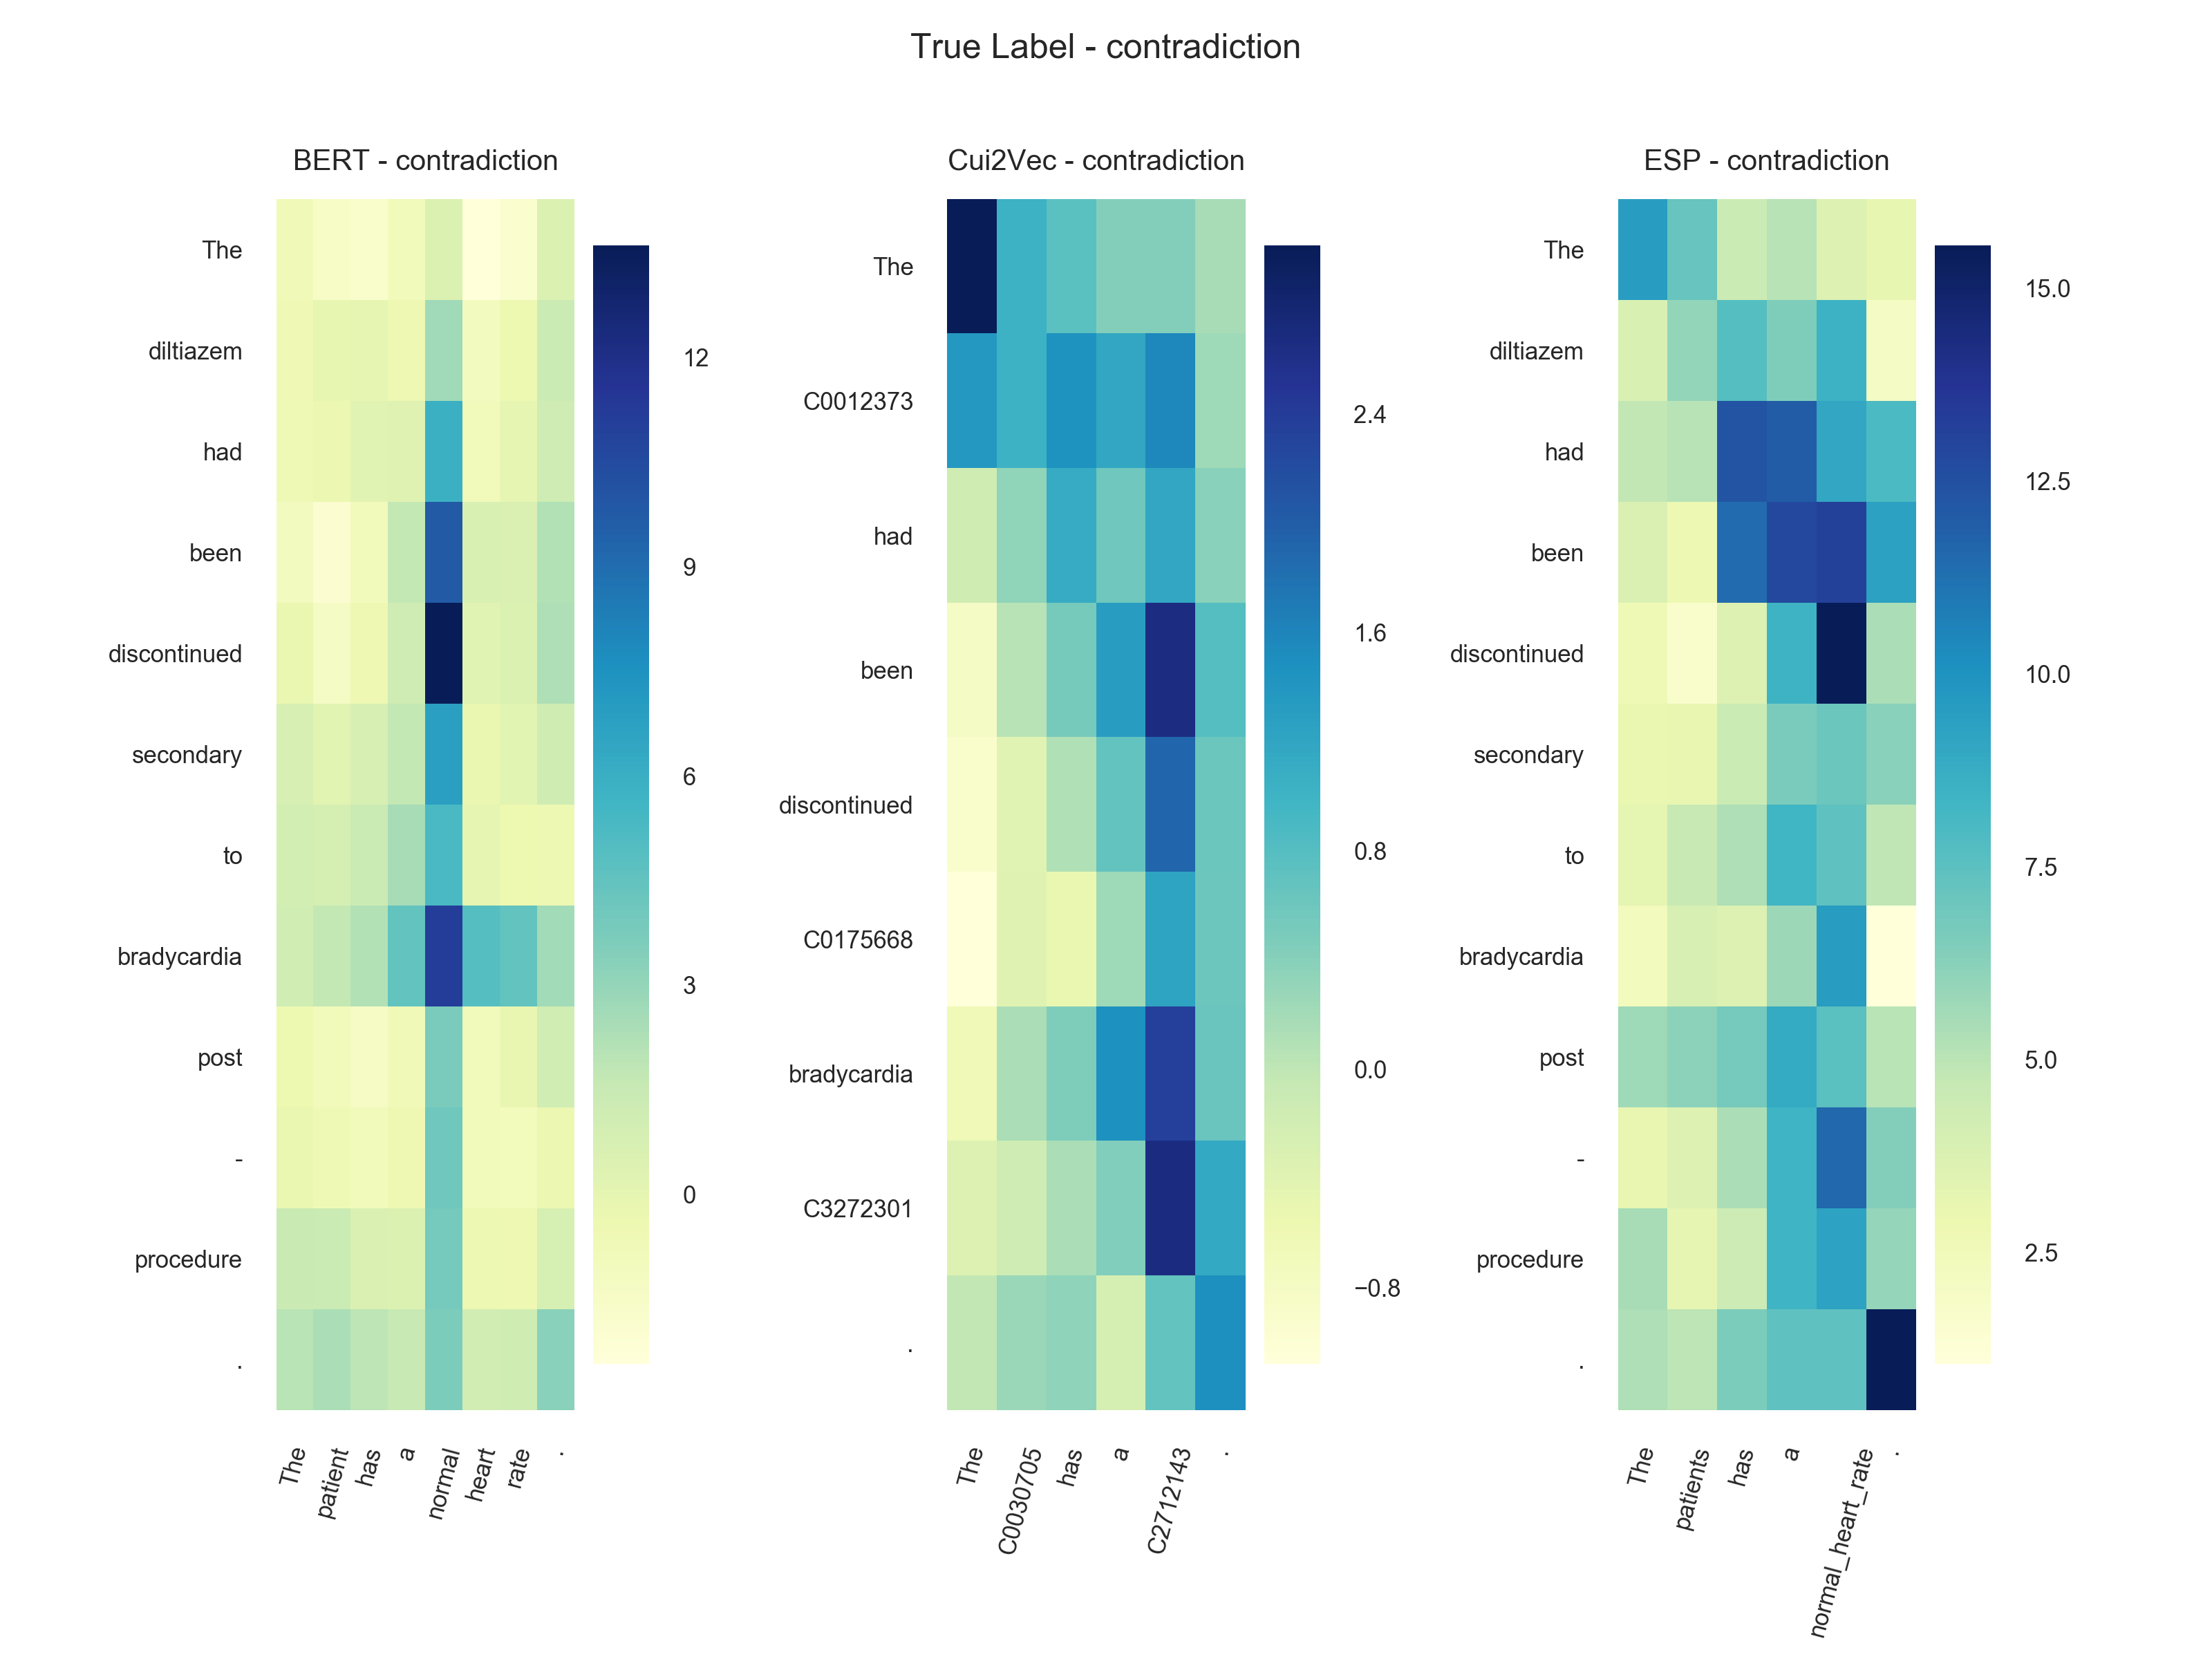 True Label - contradiction
BERT - contradiction
The
diltiazem
had
been
discontinued
secondary
to
bradycardia
post
-
procedure
.
The
patient
has
a
normal
heart
rate
.
12
9
6
3
0
Cui2Vec - contradiction
The
C0012373
had
been
discontinued
C0175668
bradycardia
C3272301
.
The
C0030705
has
a
C2712143
.
2.4
1.6
0.8
0.0
−0.8
ESP - contradiction
The
diltiazem
had
been
discontinued
secondary
to
bradycardia
post
-
procedure
.
The
patients
has
a
normal_heart_rate
.
15.0
12.5
10.0
7.5
5.0
2.5